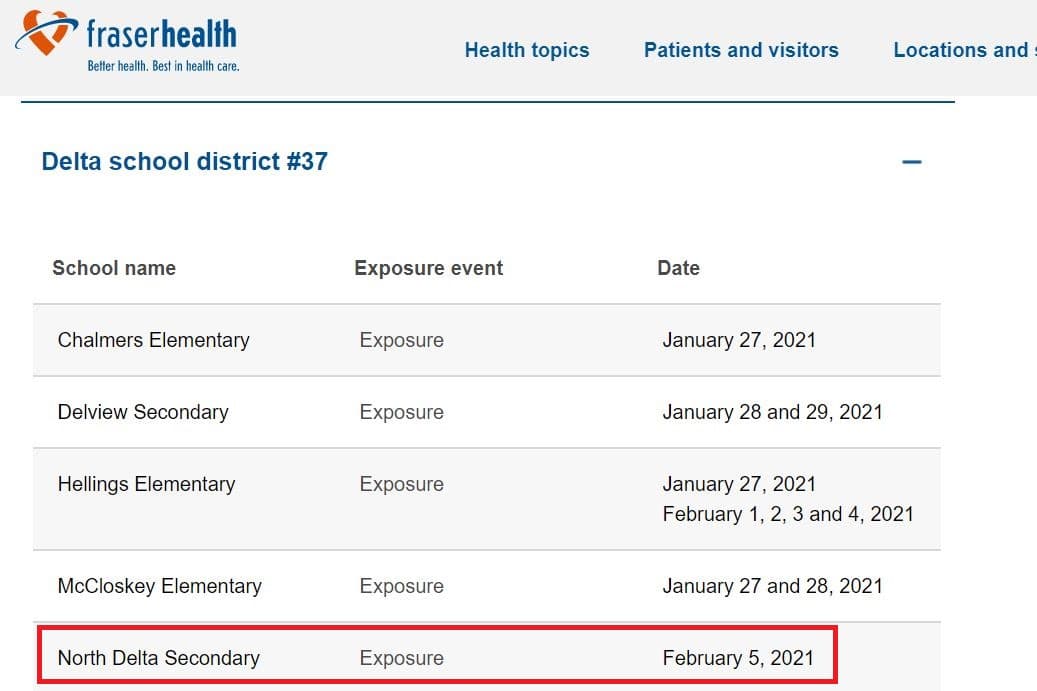 fraserhealth
Better health. Best in health care.
Health topics Patients and visitors Locations and
Delta school district #37
School name Exposure event Date
Chalmers Elementary Exposure January 27, 2021
Delview Secondary Exposure January 28 and 29, 2021
Hellings Elementary Exposure January 27, 2021
February 1, 2, 3 and 4, 2021
McCloskey Elementary Exposure January 27 and 28, 2021
North Delta Secondary Exposure February 5, 2021